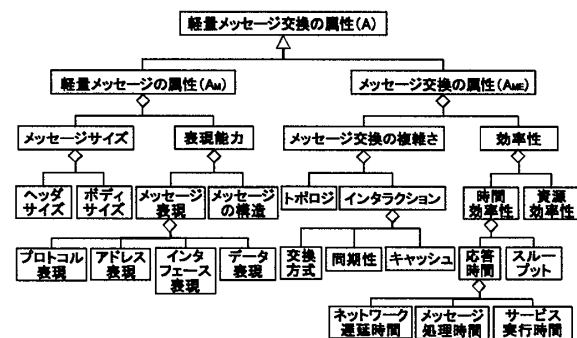 軽量メッセージ交換の属性(A)
軽量メッセージの属性(AM)
メッセージ交換の属性(AME)
メッセージサイズ
表現能力
メッセージ交換の複雑さ
効率性
ヘッダ
サイズ
ボディ
サイズ
メッセージ
表現
メッセージ
の構造
トポロジ
インタラクション
時間
効率性
資源
効率性
プロトコル
表現
アドレス
表現
インタ
フェース
表現
データ
表現
交換
方式
同期性
キャッシュ
応答
時間
スルー
プット
ネットワーク
遅延時間
メッセージ
処理時間
サービス
実行時間